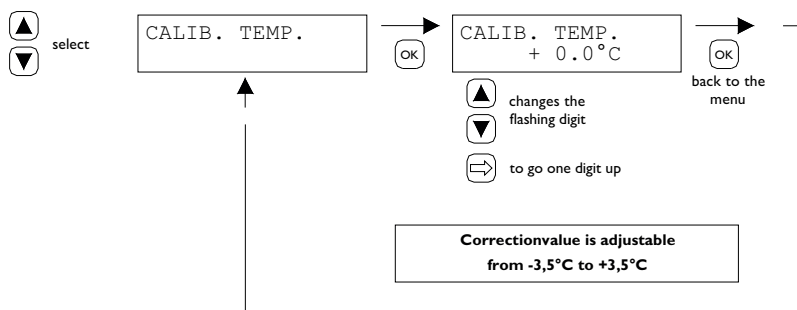 select
CALIB. TEMP.
OK
CALIB. TEMP.
+ 0.0°C
OK
back to the
menu
changes the
flashing digit
to go one digit up
Correctionvalue is adjustable
from -3,5°C to +3,5°C